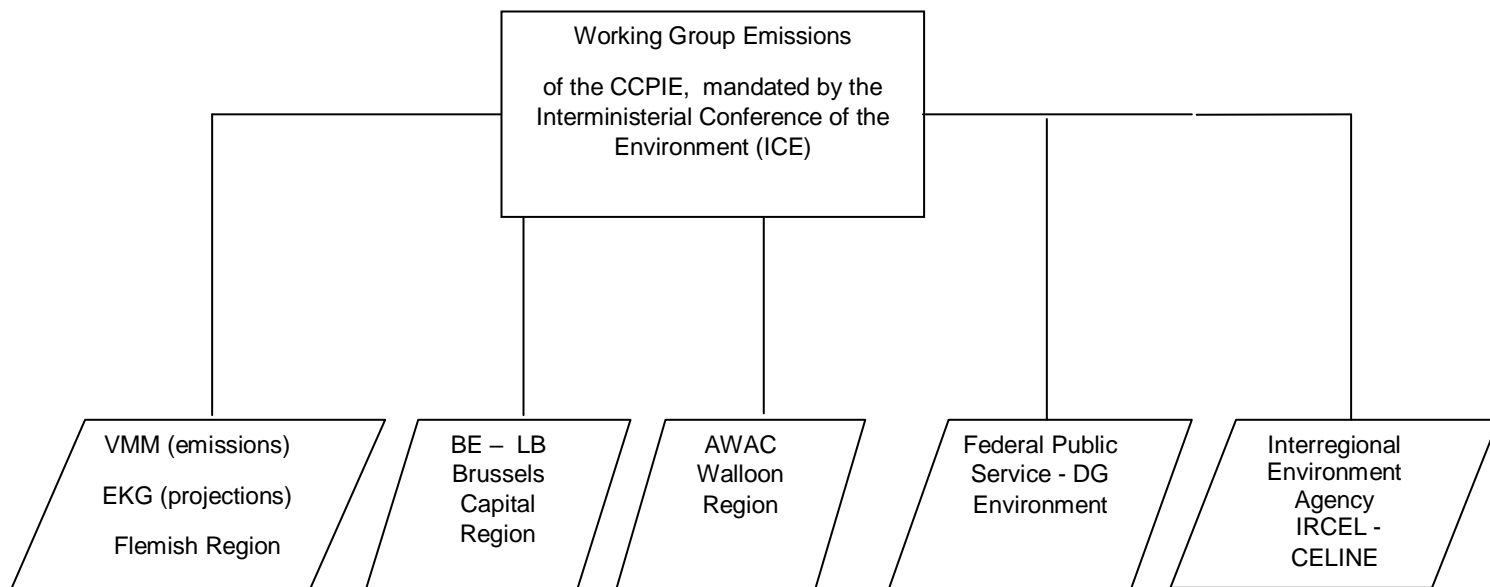 Working Group Emissions
of the CCPIE, mandated by the
Interministerial Conference of the
Environment (ICE)
VMM (emissions)
EKG (projections)
Flemish Region
BE – LB
Brussels
Capital
Region
AWAC
Walloon
Region
Federal Public
Service - DG
Environment
Interregional
Environment
Agency
IRCEL -
CELINE